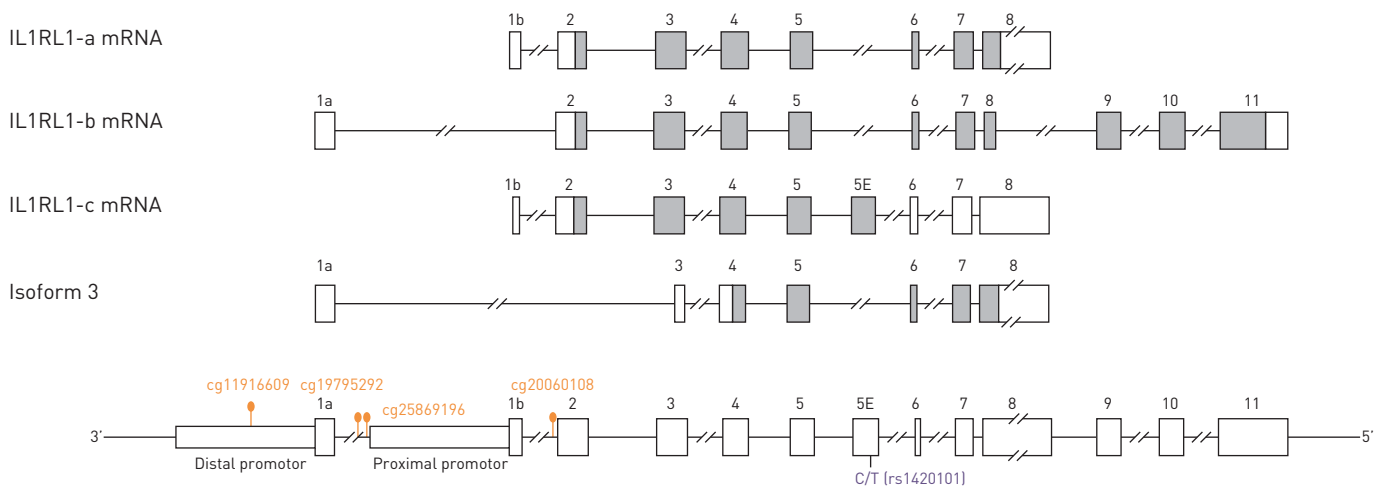 1b 2 3 4 5 6 7 8
IL1RL1-a mRNA
1a 2 3 4 5 6 7 8 9 10 11
IL1RL1-b mRNA
1b 2 3 4 5 5E 6 7 8
IL1RL1-c mRNA
1a 3 4 5 6 7 8
Isoform 3
cg11916609 cg19795292 cg20060108
1a cg25869196 1b 2 3 4 5 5E 6 7 8 9 10 11
3´ 5´
Distal promotor Proximal promotor
C/T (rs1420101)